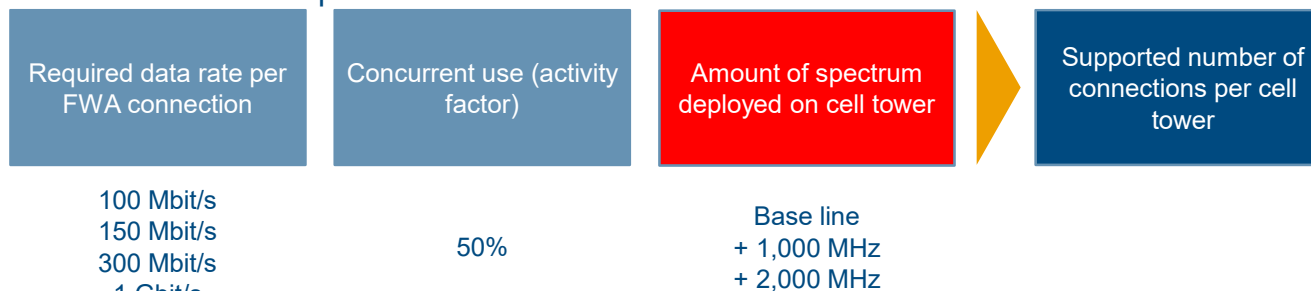 Required data rate per
FWA connection
Concurrent use (activity
factor)
Amount of spectrum
deployed on cell tower
Supported number of
connections per cell
tower
100 Mbit/s
150 Mbit/s
300 Mbit/s
1 Gbit/s
50%
Base line
+ 1,000 MHz
+ 2,000 MHz